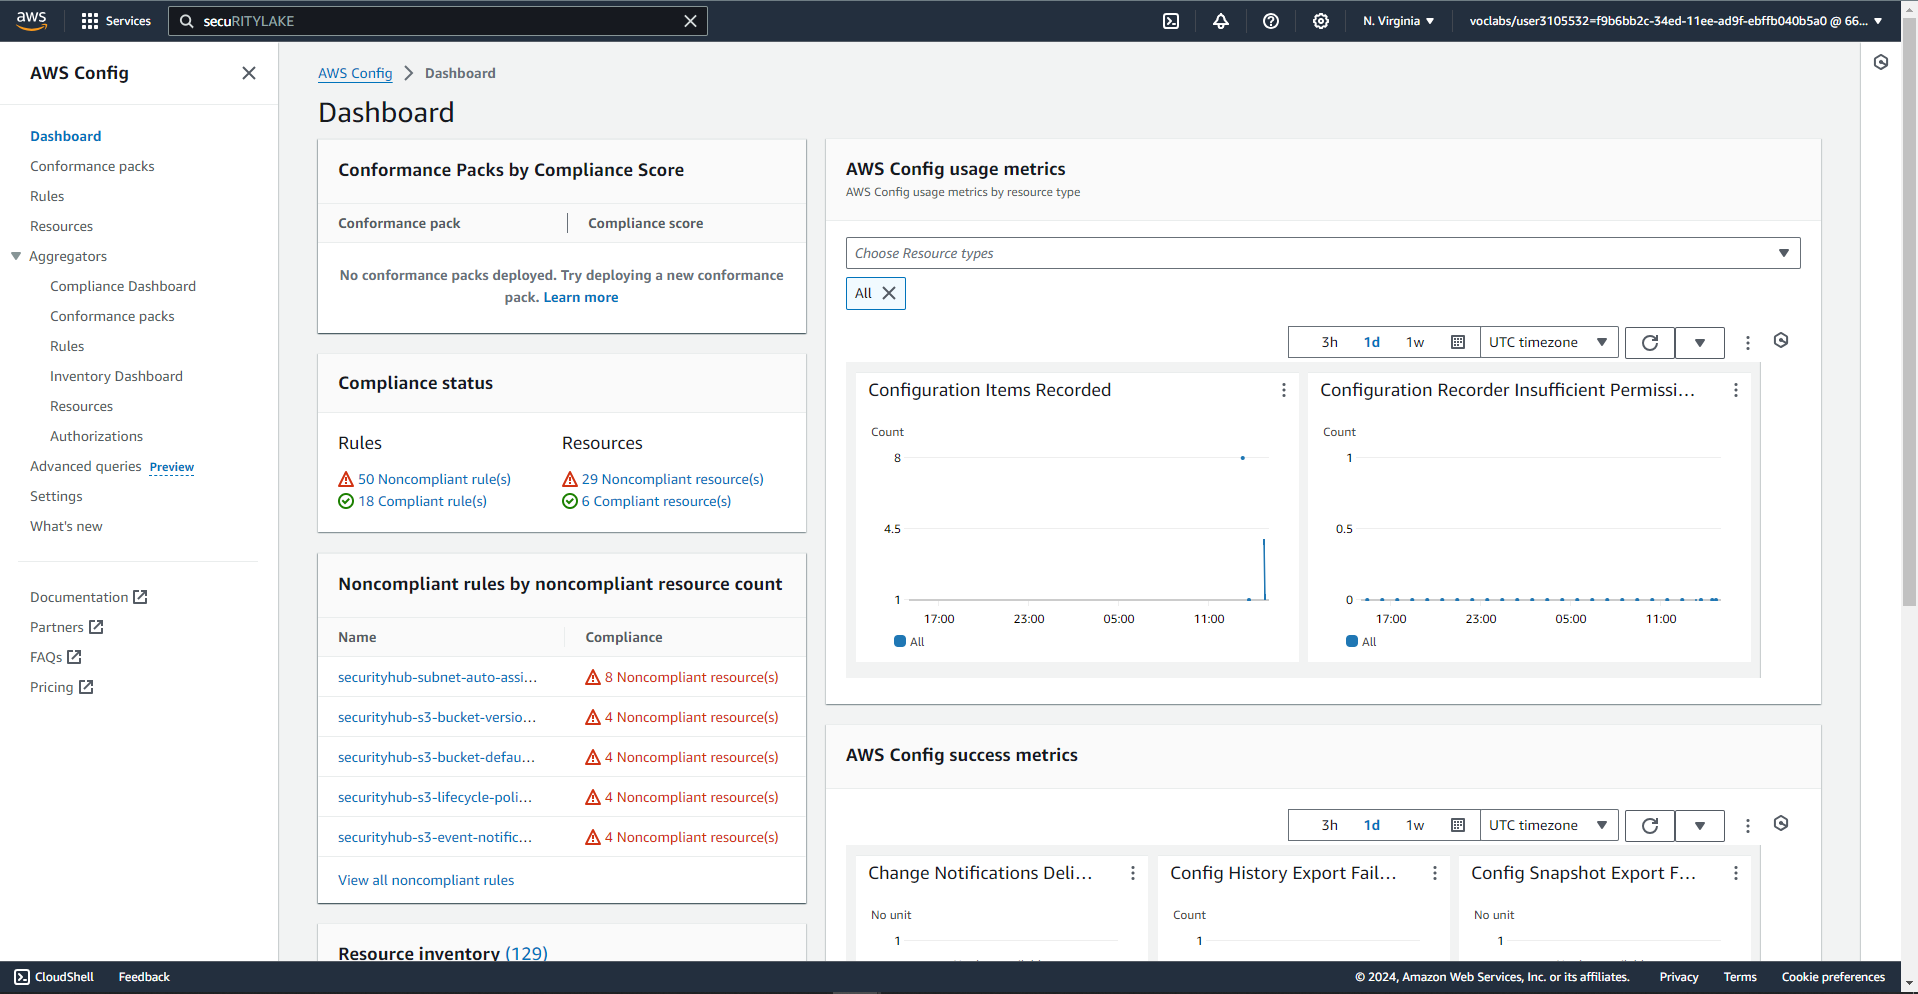 aws
Services
secuRITYLAKE
N. Virginia
voclabs/user3105532=f9b6bb2c-34ed-11ee-ad9f-ebffb040b5a0 @ 66...
AWS Config
Dashboard
Conformance packs
Rules
Resources
Aggregators
Compliance Dashboard
Conformance packs
Rules
Inventory Dashboard
Resources
Authorizations
Advanced queries Preview
Settings
What's new
Documentation
Partners
FAQs
Pricing
AWS Config
Dashboard
Dashboard
Conformance Packs by Compliance Score
Conformance pack
Compliance score
No conformance packs deployed. Try deploying a new conformance
pack. Learn more
Compliance status
Rules
Resources
50 Noncompliant rule(s)
29 Noncompliant resource(s)
18 Compliant rule(s)
6 Compliant resource(s)
Noncompliant rules by noncompliant resource count
Name
Compliance
securityhub-subnet-auto-assi...
8 Noncompliant resource(s)
securityhub-s3-bucket-versio...
4 Noncompliant resource(s)
securityhub-s3-bucket-defau...
4 Noncompliant resource(s)
securityhub-s3-lifecycle-poli...
4 Noncompliant resource(s)
securityhub-s3-event-notific...
4 Noncompliant resource(s)
View all noncompliant rules
Resource inventory (129)
AWS Config usage metrics
AWS Config usage metrics by resource type
Choose Resource types
All
3h
1d
1w
UTC timezone
Configuration Items Recorded
Count
8
4.5
1
17:00
23:00
05:00
11:00
All
Configuration Recorder Insufficient Permissi...
Count
1
0.5
0
17:00
23:00
05:00
11:00
All
AWS Config success metrics
3h
1d
1w
UTC timezone
Change Notifications Deli...
No unit
1
Config History Export Fail...
Count
1
Config Snapshot Export F...
No unit
1
CloudShell
Feedback
© 2024, Amazon Web Services, Inc. or its affiliates.
Privacy
Terms
Cookie preferences